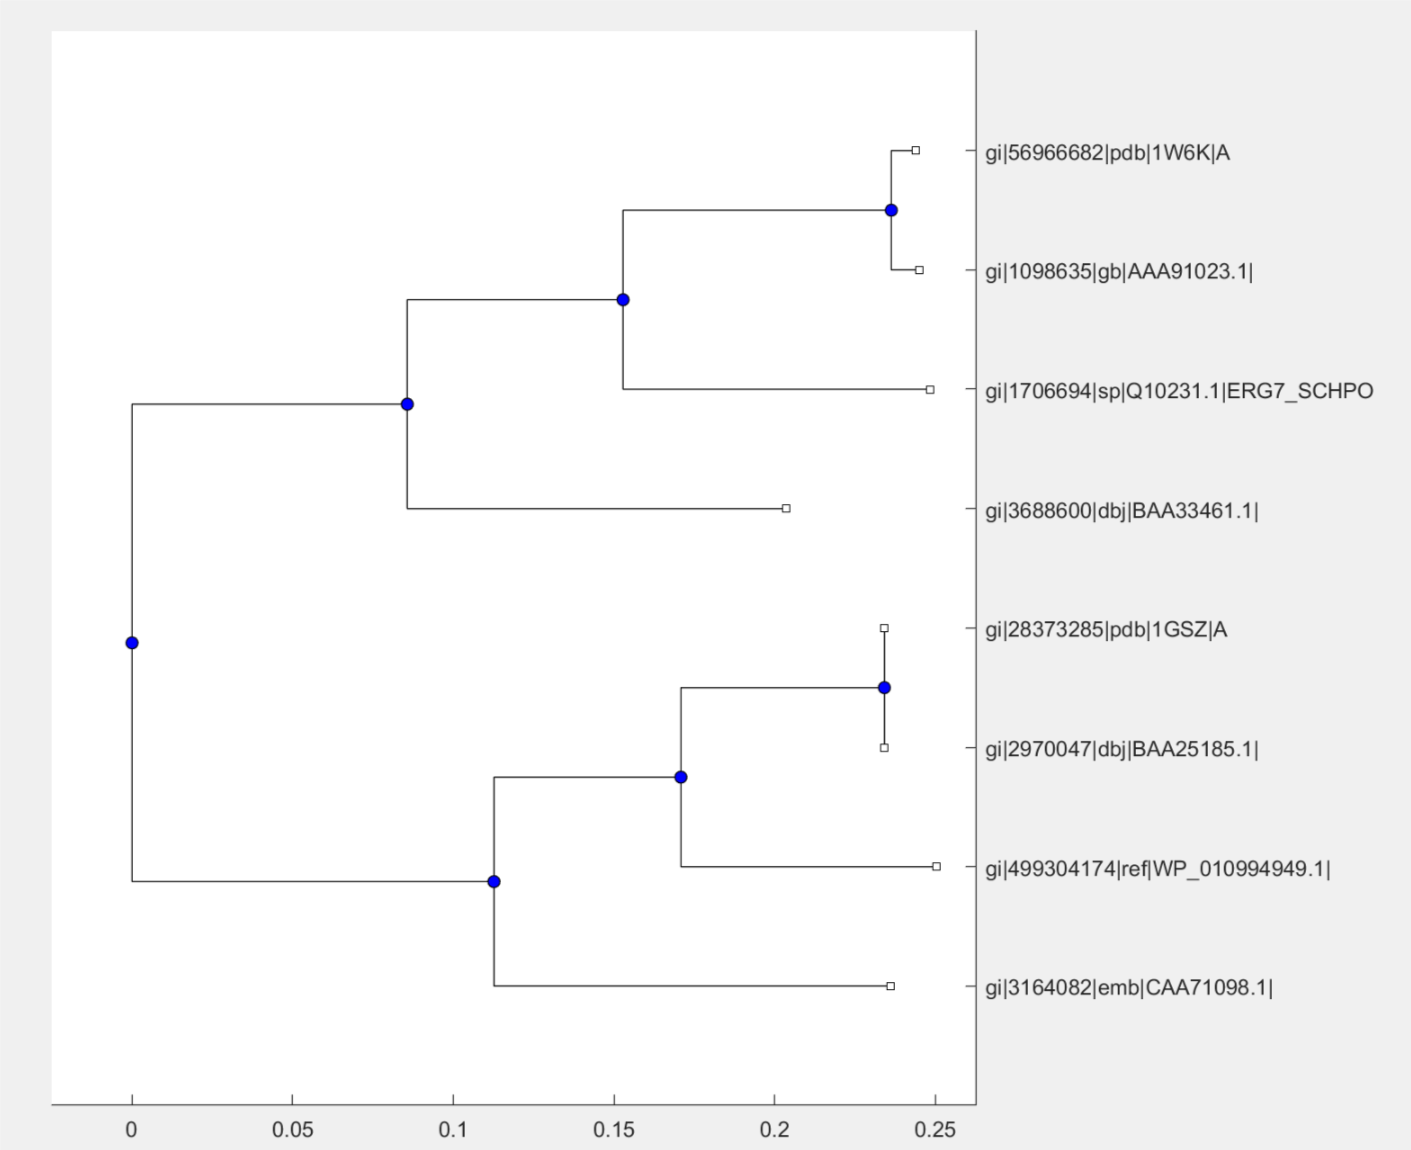 gi|56966682|pdb|1W6K|A
gi|1098635|gb|AAA91023.1|
gi|1706694|sp|Q10231.1|ERG7_SCHPO
gi|3688600|dbj|BAA33461.1|
gi|28373285|pdb|1GSZ|A
gi|2970047|dbj|BAA25185.1|
gi|499304174|ref|WP_010994949.1|
gi|3164082|emb|CAA71098.1|
0 0.05 0.1 0.15 0.2 0.25